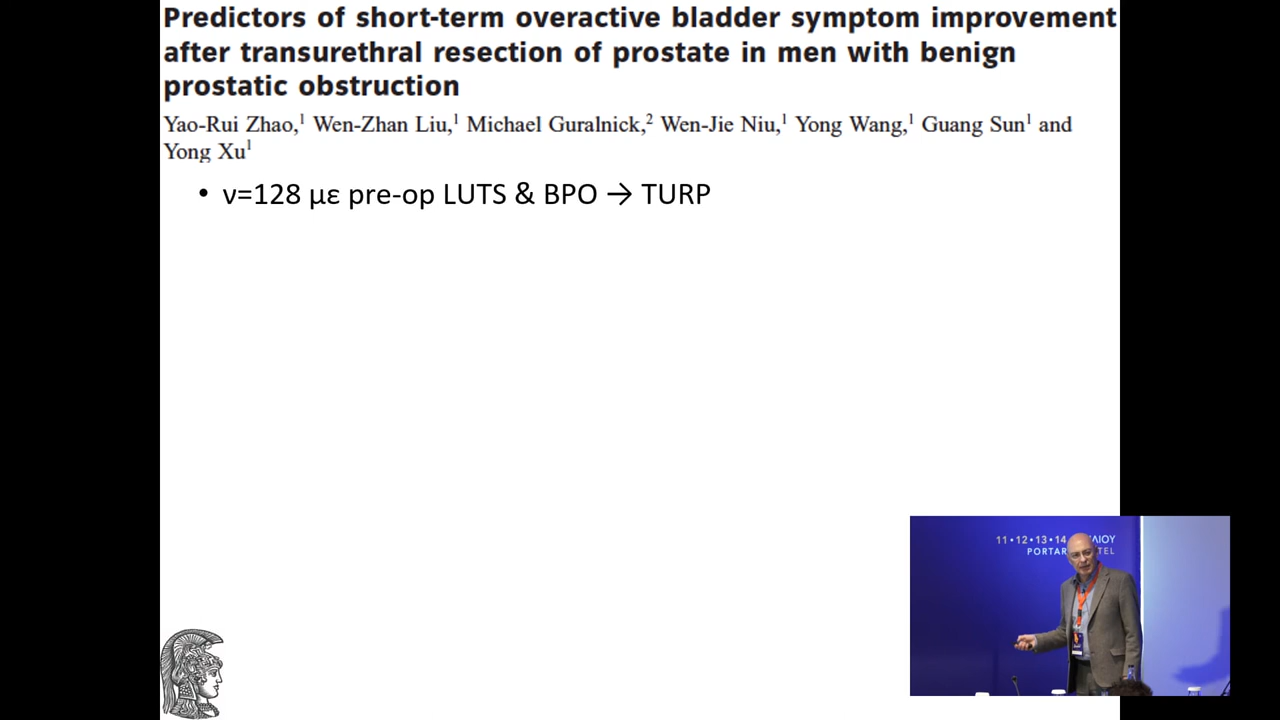 Predictors of short-term overactive bladder symptom improvement
after transurethral resection of prostate in men with benign
prostatic obstruction
Yao-Rui Zhao,1 Wen-Zhan Liu,1 Michael Guralnick,2 Wen-Jie Niu,1 Yong Wang,1 Guang Sun1 and
Yong Xu1
• ν=128 με pre-op LUTS & BPO → TURP
11•12•13•14